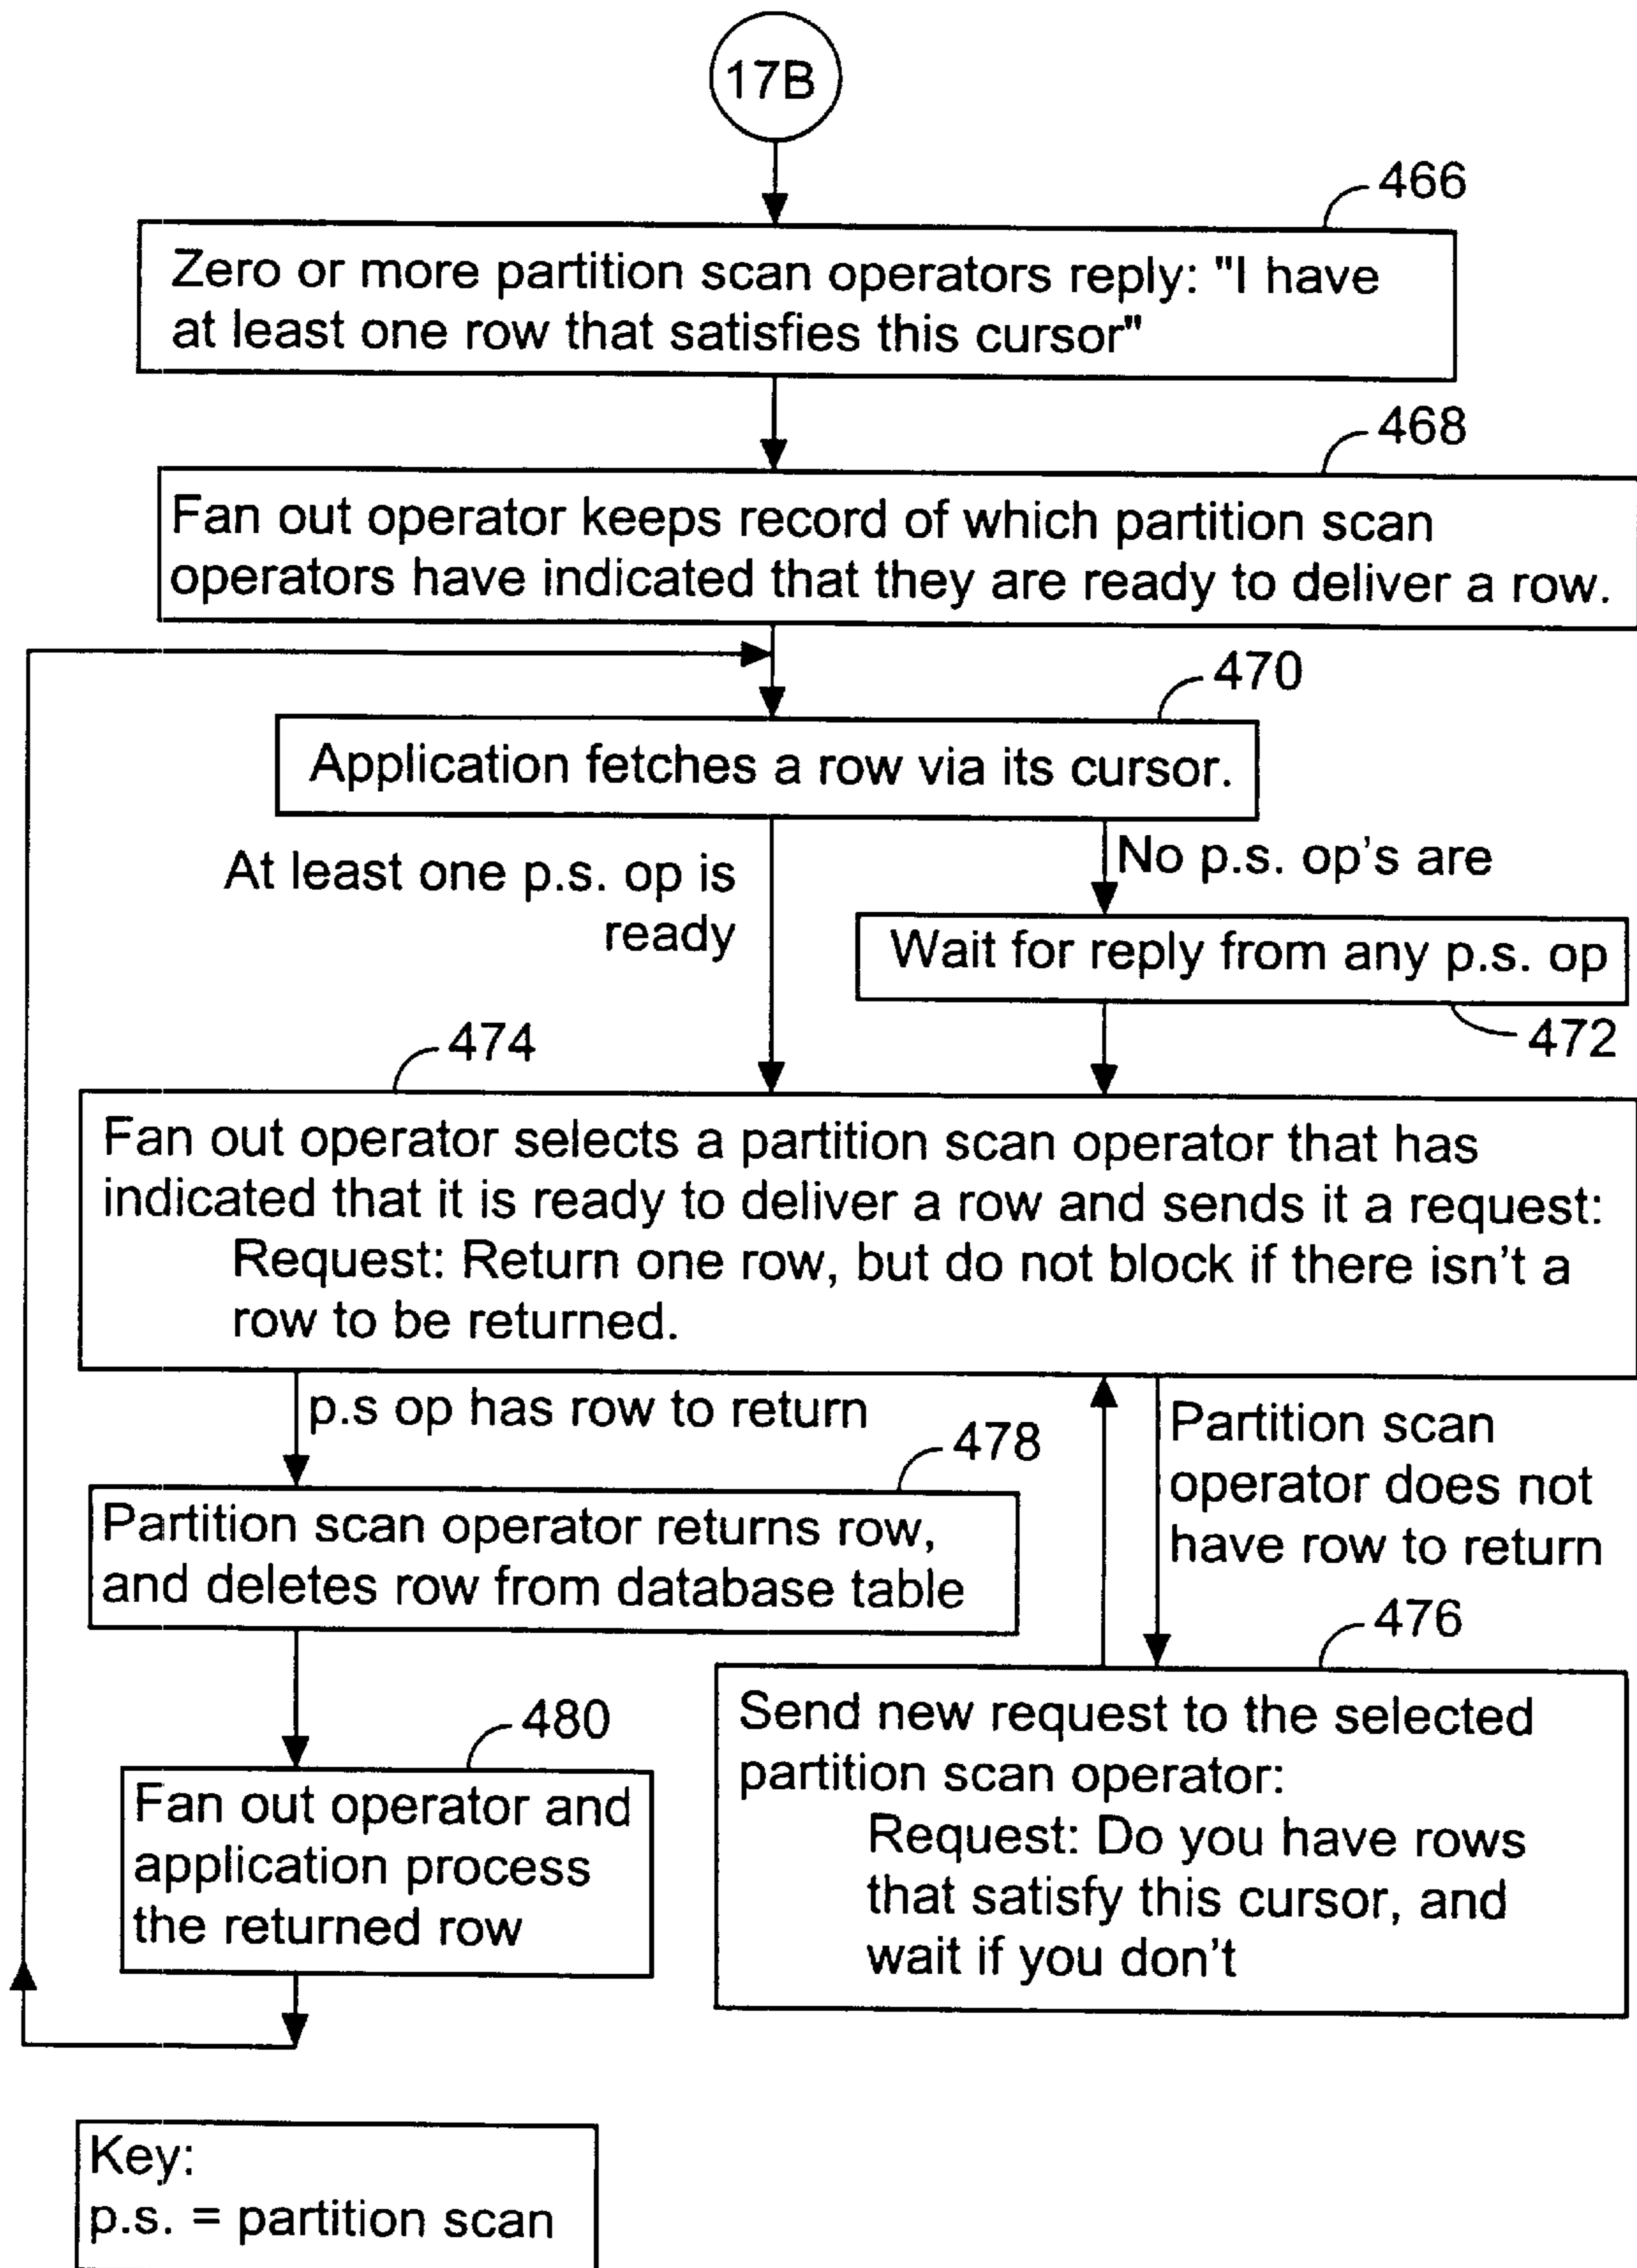 17B
466
Zero or more partition scan operators reply: "I have
at least one row that satisfies this cursor"
468
Fan out operator keeps record of which partition scan
operators have indicated that they are ready to deliver a row.
470
Application fetches a row via its cursor.
At least one p.s. op is
ready
No p.s. op's are
Wait for reply from any p.s. op
472
474
Fan out operator selects a partition scan operator that has
indicated that it is ready to deliver a row and sends it a request:
Request: Return one row, but do not block if there isn't a
row to be returned.
p.s op has row to return
478
Partition scan operator returns row,
and deletes row from database table
Partition scan
operator does not
have row to return
476
Send new request to the selected
partition scan operator:
Request: Do you have rows
that satisfy this cursor, and
wait if you don't
480
Fan out operator and
application process
the returned row
Key:
p.s. = partition scan